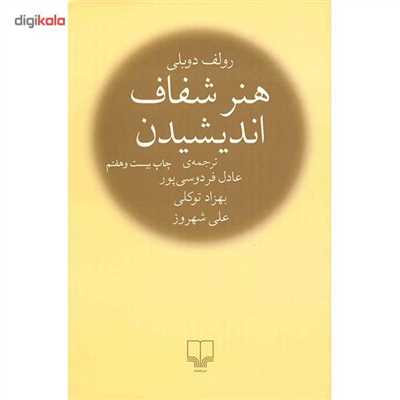 digikala
رولف دوبلی
هنر شفاف
اندیشیدن
ترجمه‌ی چاپ بیست و هفتم
عادل فردوسی‌پور
بهزاد توکلی
علی شهروز